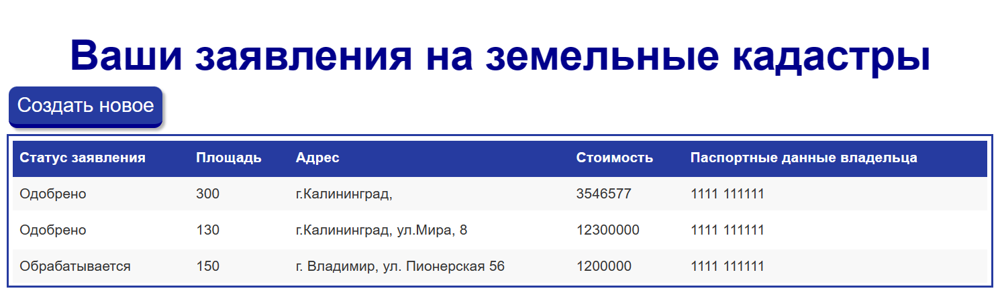 Ваши заявления на земельные кадастры
Создать новое
Статус заявления Площадь Адрес Стоимость Паспортные данные владельца
Одобрено 300 г.Калининград, 3546577 1111 111111
Одобрено 130 г.Калининград, ул.Мира, 8 12300000 1111 111111
Обрабатывается 150 г. Владимир, ул. Пионерская 56 1200000 1111 111111